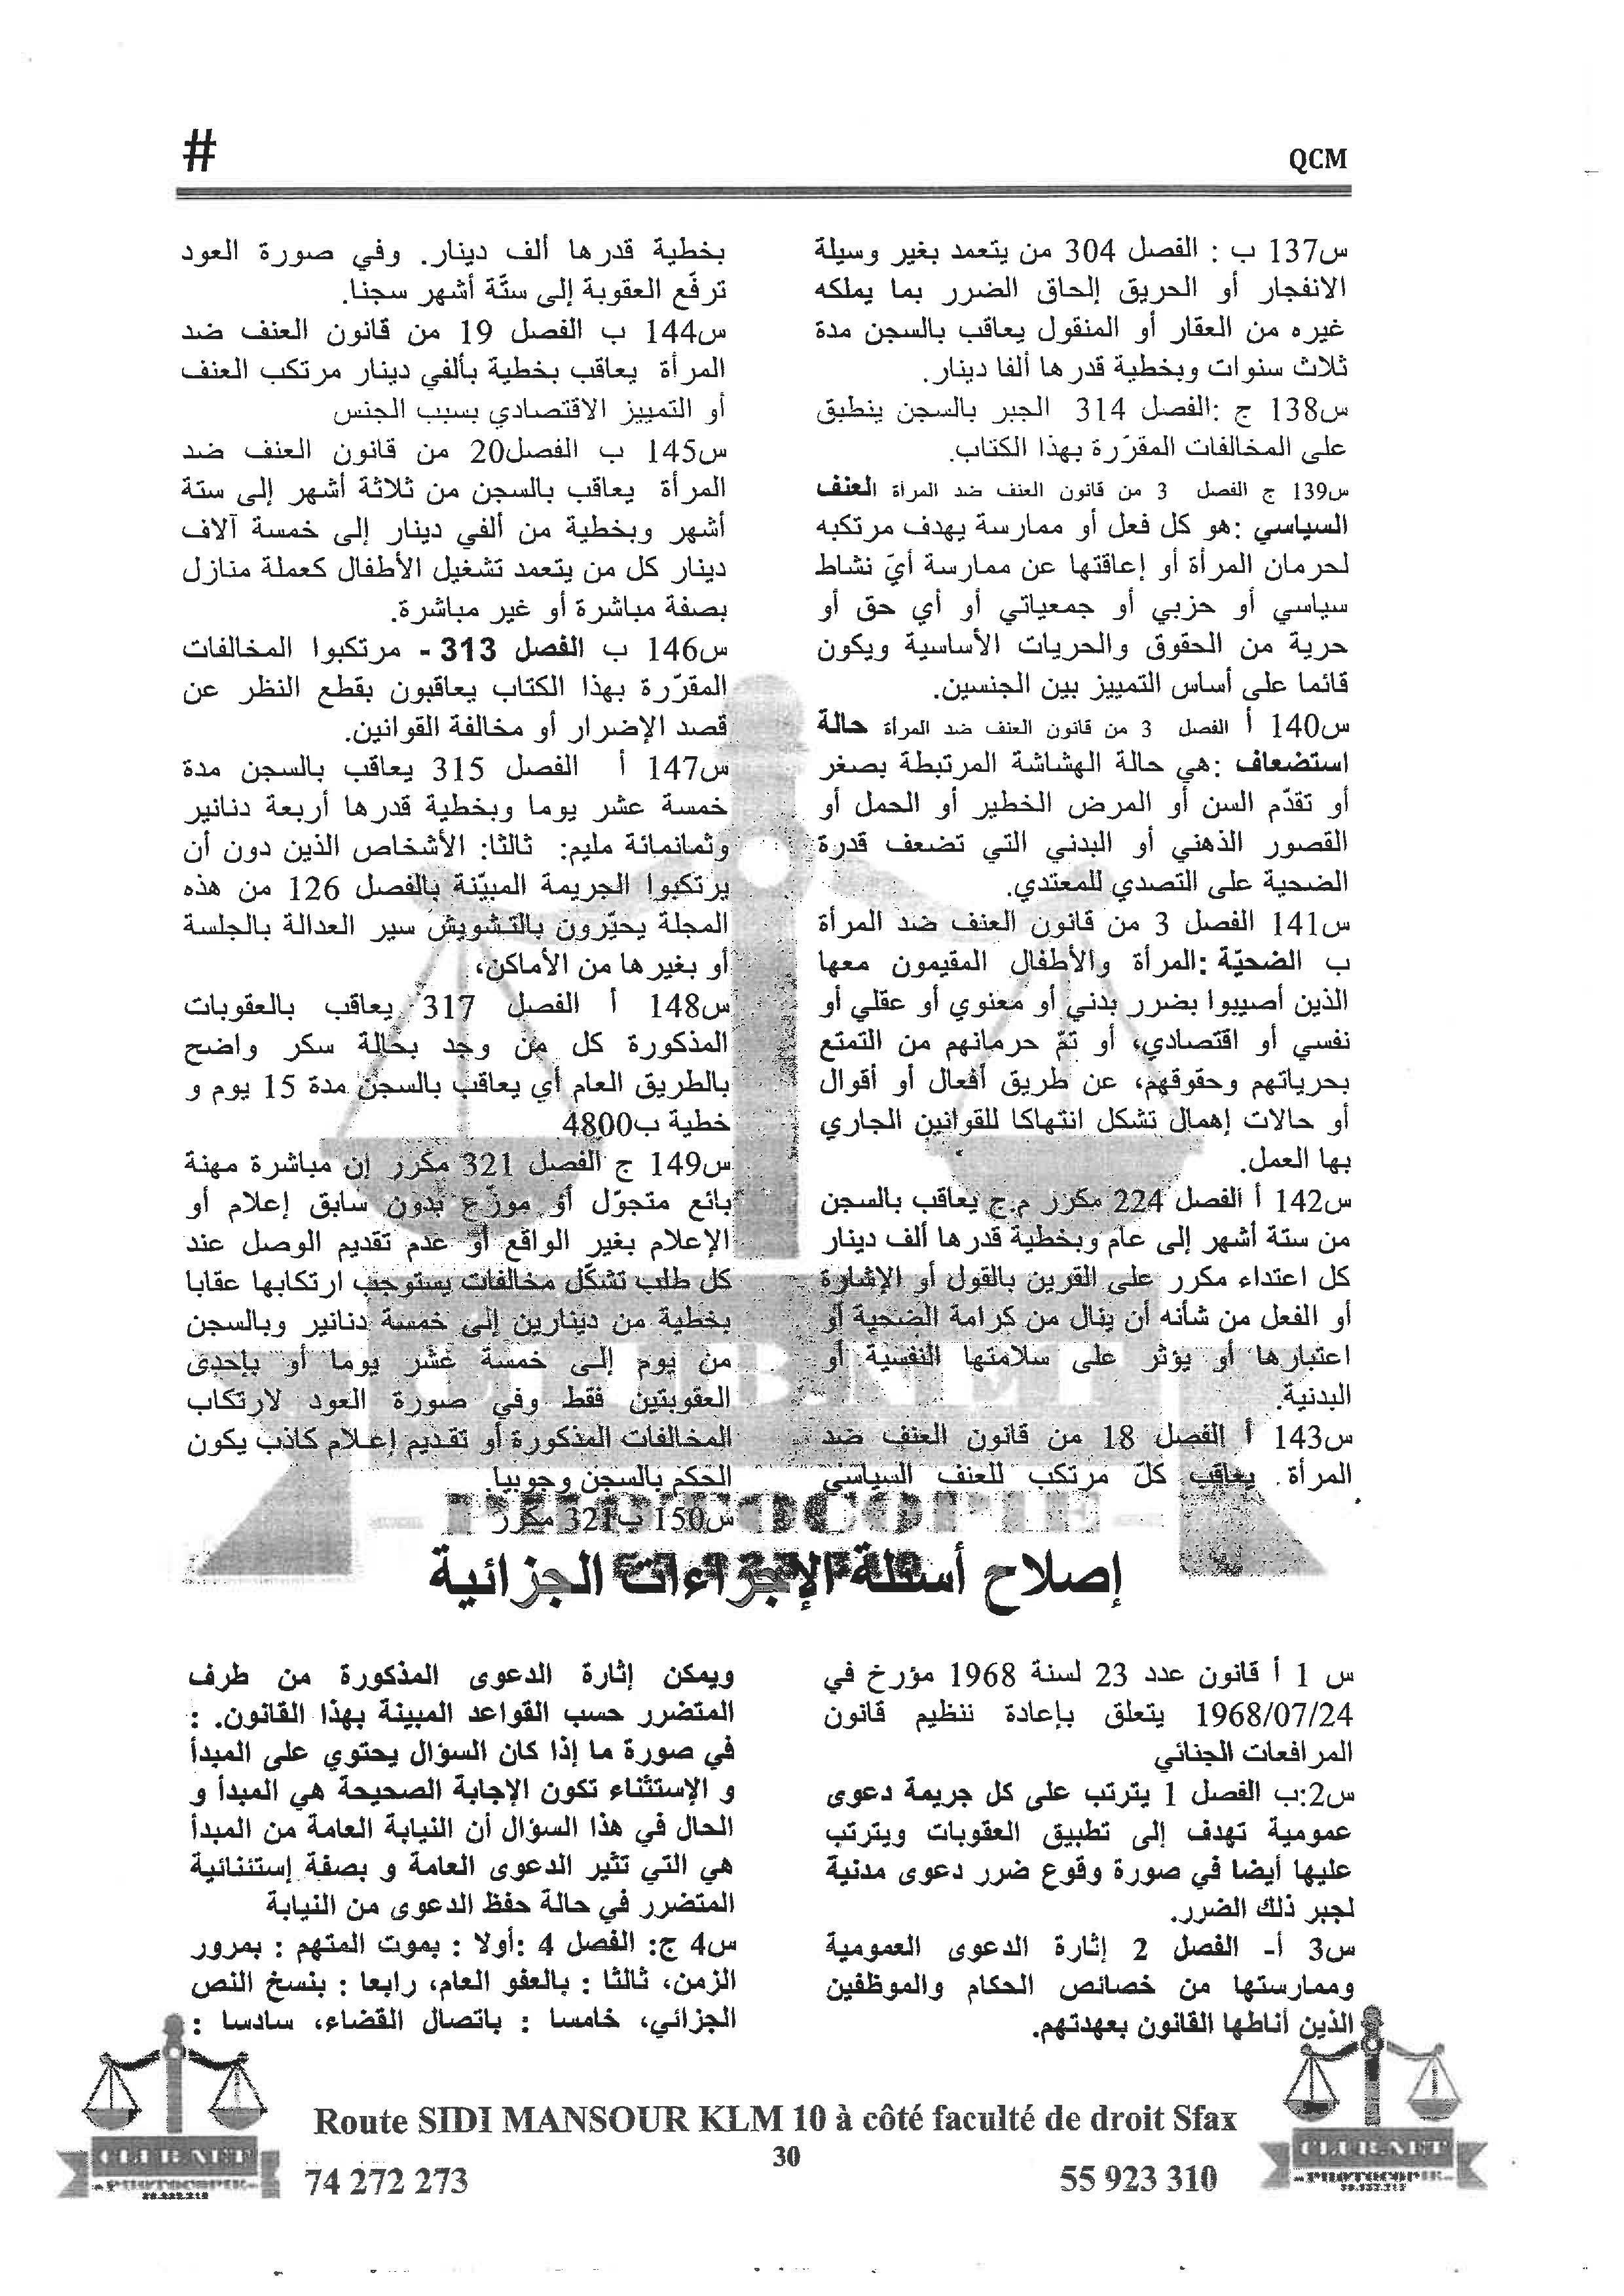 #
QCM
س137 ب : الفصل 304 من يتعمد بغير وسيلة
الانفجار أو الحريق إلحاق الضرر بما يملكه
غيره من العقار أو المنقول يعاقب بالسجن مدة
ثلاث سنوات وبخطية قدرها ألفا دينار.
س138 ج :الفصل 314 الجبر بالسجن ينطبق
على المخالفات المقرّرة بهذا الكتاب.
س139 ج الفصل 3 من قانون العنف ضد المرأة العنف
السياسي :هو كل فعل أو ممارسة يهدف مرتكبه
لحرمان المرأة أو إعاقتها عن ممارسة أيّ نشاط
سياسي أو حزبي أو جمعياتي أو أي حق أو
حرية من الحقوق والحريات الأساسية ويكون
قائما على أساس التمييز بين الجنسين.
س140 أ الفصل 3 من قانون العنف ضد المرأة حالة
استضعاف :هي حالة الهشاشة المرتبطة بصغر
أو تقدّم السن أو المرض الخطير أو الحمل أو
القصور الذهني أو البدني التي تضعف قدرة
الضحية على التصدي للمعتدي.
س141 الفصل 3 من قانون العنف ضد المرأة
ب الضحيّة :المرأة والأطفال المقيمون معها
الذين أصيبوا بضرر بدني أو معنوي أو عقلي أو
نفسي أو اقتصادي، أو تمّ حرمانهم من التمتع
بحرياتهم وحقوقهم، عن طريق أفعال أو أقوال
أو حالات إهمال تشكل انتهاكا للقوانين الجاري
بها العمل.
س142 أ الفصل 224 مكرر م.ج يعاقب بالسجن
من ستة أشهر إلى عام وبخطية قدرها ألف دينار
كل اعتداء مكرر على القرين بالقول أو الإشارة
أو الفعل من شأنه أن ينال من كرامة الضحية أو
اعتبارها أو يؤثر على سلامتها النفسية أو
البدنية.
س143 أ الفصل 18 من قانون العنف ضد
المرأة. يعاقب كلّ مرتكب للعنف السياسي
بخطية قدرها ألف دينار. وفي صورة العود
ترفّع العقوبة إلى ستّة أشهر سجنا.
س144 ب الفصل 19 من قانون العنف ضد
المرأة يعاقب بخطية بألفي دينار مرتكب العنف
أو التمييز الاقتصادي بسبب الجنس
س145 ب الفصل20 من قانون العنف ضد
المرأة يعاقب بالسجن من ثلاثة أشهر إلى ستة
أشهر وبخطية من ألفي دينار إلى خمسة آلاف
دينار كل من يتعمد تشغيل الأطفال كعملة منازل
بصفة مباشرة أو غير مباشرة.
س146 ب الفصل 313 - مرتكبوا المخالفات
المقرّرة بهذا الكتاب يعاقبون بقطع النظر عن
قصد الإضرار أو مخالفة القوانين.
س147 أ الفصل 315 يعاقب بالسجن مدة
خمسة عشر يوما وبخطية قدرها أربعة دنانير
وثمانمائة مليم: ثالثا: الأشخاص الذين دون أن
يرتكبوا الجريمة المبيّنة بالفصل 126 من هذه
المجلة يحيّرون بالتشويش سير العدالة بالجلسة
أو بغيرها من الأماكن،
س148 أ الفصل 317 يعاقب بالعقوبات
المذكورة كل من وجد بحالة سكر واضح
بالطريق العام أي يعاقب بالسجن مدة 15 يوم و
خطية ب4800
س149 ج الفصل 321 مكرر إن مباشرة مهنة
بائع متجوّل أو موزّع بدون سابق إعلام أو
الإعلام بغير الواقع أو عدم تقديم الوصل عند
كل طلب تشكّل مخالفات يستوجب ارتكابها عقابا
بخطية من دينارين إلى خمسة دنانير وبالسجن
من يوم إلى خمسة عشر يوما أو بإحدى
العقوبتين فقط وفي صورة العود لارتكاب
المخالفات المذكورة أو تقديم إعلام كاذب يكون
الحكم بالسجن وجوبيا.
س150 ب321 مكرر
PHOTOCOPIE
إصلاح أسئلة الإجراءات الجزائية
س 1 أ قانون عدد 23 لسنة 1968 مؤرخ في
1968/07/24 يتعلق بإعادة تنظيم قانون
المرافعات الجنائي
س2:ب الفصل 1 يترتب على كل جريمة دعوى
عمومية تهدف إلى تطبيق العقوبات ويترتب
عليها أيضا في صورة وقوع ضرر دعوى مدنية
لجبر ذلك الضرر.
س3 أ- الفصل 2 إثارة الدعوى العمومية
وممارستها من خصائص الحكام والموظفين
الذين أناطها القانون بعهدتهم.
ويمكن إثارة الدعوى المذكورة من طرف
المتضرر حسب القواعد المبينة بهذا القانون. :
في صورة ما إذا كان السؤال يحتوي على المبدأ
و الإستثناء تكون الإجابة الصحيحة هي المبدأ و
الحال في هذا السؤال أن النيابة العامة من المبدأ
هي التي تثير الدعوى العامة و بصفة إستثنائية
المتضرر في حالة حفظ الدعوى من النيابة
س4 ج: الفصل 4 :أولا : بموت المتهم : بمرور
الزمن، ثالثا : بالعفو العام، رابعا : بنسخ النص
الجزائي، خامسا : باتصال القضاء، سادسا :
Route SIDI MANSOUR KLM 10 à côté faculté de droit Sfax
30
74 272 273
55 923 310
CLUB.NET
PHOTOCOPIE
CLUB.NET
PHOTOCOPIE